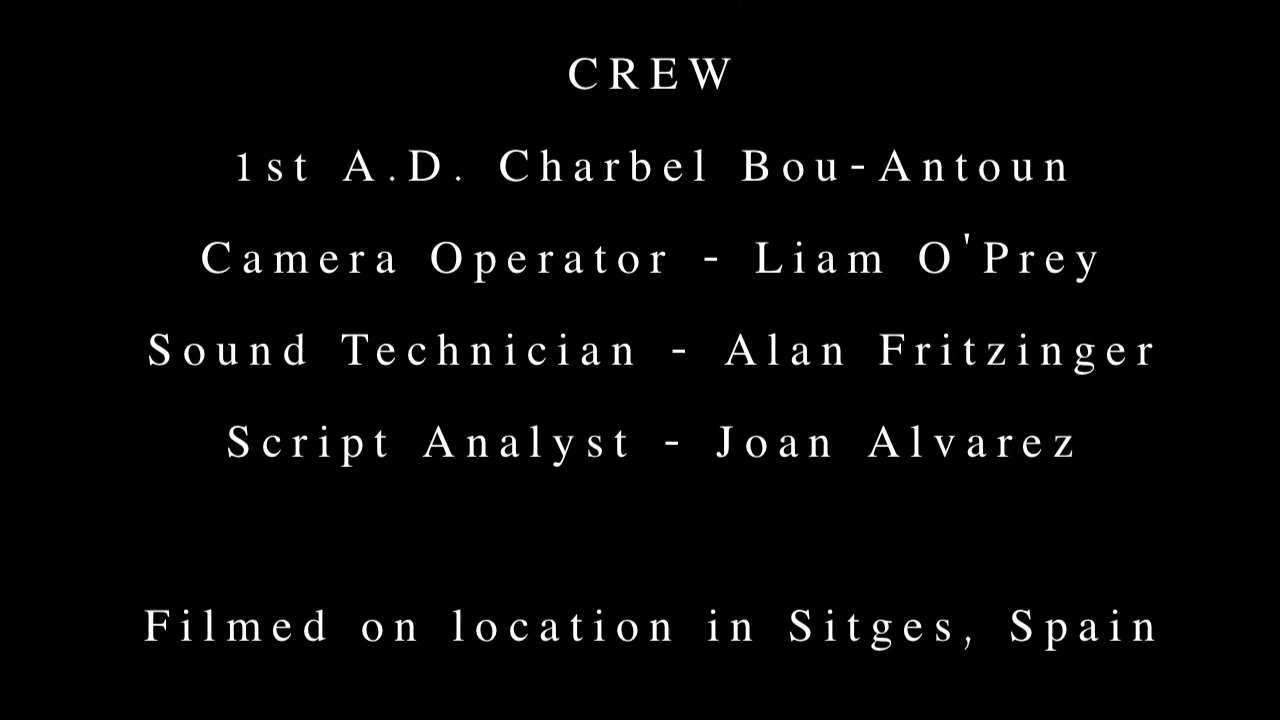 CREW
1st A.D. Charbel Bou-Antoun
Camera Operator - Liam O'Prey
Sound Technician - Alan Fritzinger
Script Analyst - Joan Alvarez
Filmed on location in Sitges, Spain